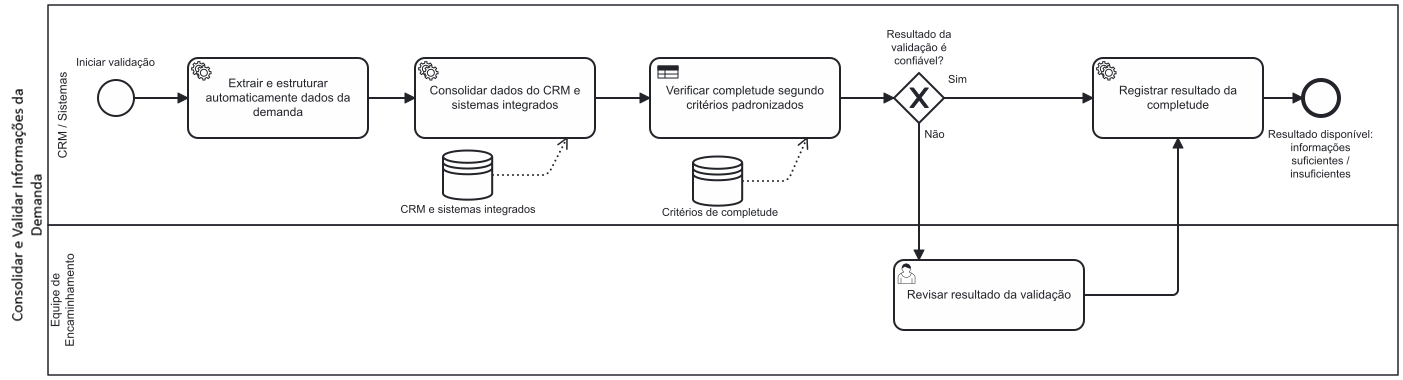 Consolidar e Validar Informações da
Demanda
CRM / Sistemas
Iniciar validação
Extrair e estruturar
automaticamente dados da
demanda
Consolidar dados do CRM e
sistemas integrados
CRM e sistemas integrados
Verificar completude segundo
critérios padronizados
Critérios de completude
Resultado da
validação é
confiável?
Sim
Não
Registrar resultado da
completude
Resultado disponível:
informações
suficientes /
insuficientes
Equipe de
Encaminhamento
Revisar resultado da validação